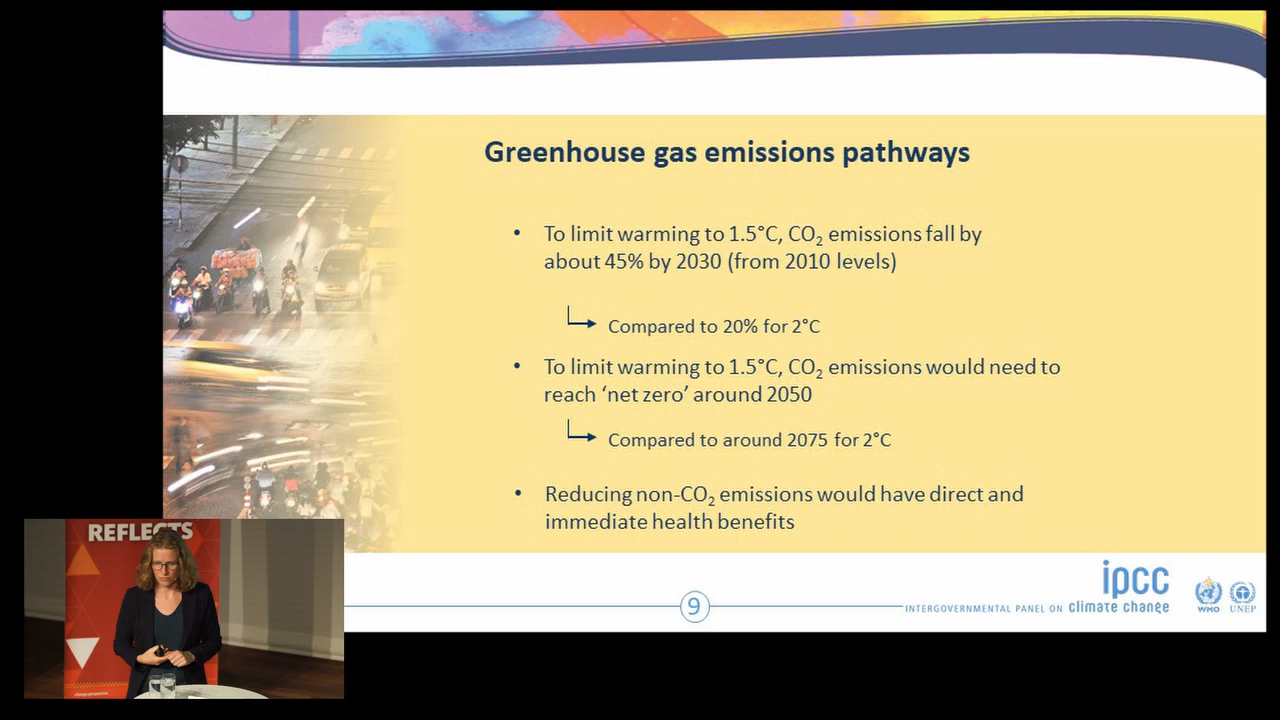 Greenhouse gas emissions pathways
• To limit warming to 1.5°C, CO₂ emissions fall by
about 45% by 2030 (from 2010 levels)
Compared to 20% for 2°C
• To limit warming to 1.5°C, CO₂ emissions would need to
reach ‘net zero’ around 2050
Compared to around 2075 for 2°C
• Reducing non-CO₂ emissions would have direct and
immediate health benefits
REFLECTS
change perspective
9
ipcc
INTERGOVERNMENTAL PANEL ON climate change
WMO
UNEP